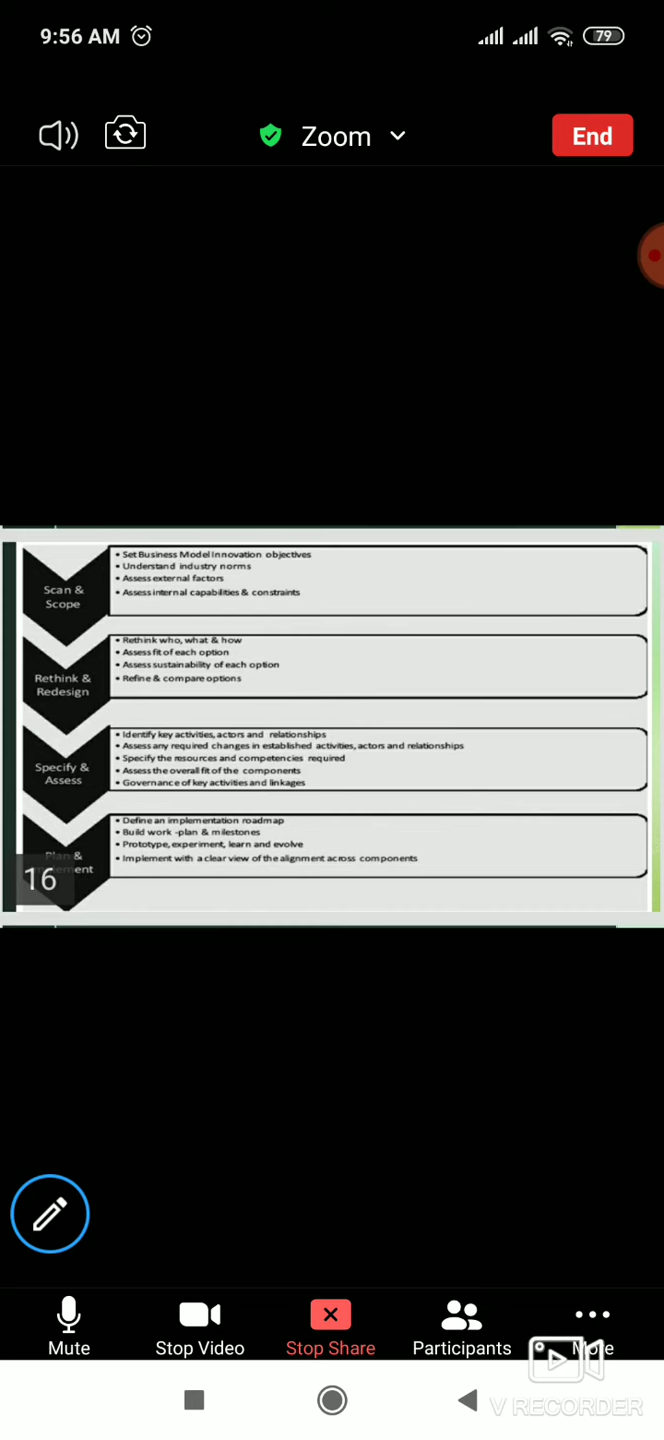 9:56 AM
79
Zoom
End
Scan &
Scope
• Set Business Model Innovation objectives
• Understand industry norms
• Assess external factors
• Assess internal capabilities & constraints
Rethink &
Redesign
• Rethink who, what & how
• Assess fit of each option
• Assess sustainability of each option
• Refine & compare options
Specify &
Assess
• Identify key activities, actors and relationships
• Assess any required changes in established activities, actors and relationships
• Specify the resources and competencies required
• Assess the overall fit of the components
• Governance of key activities and linkages
Plan &
16
• Define an implementation roadmap
• Build work -plan & milestones
• Prototype, experiment, learn and evolve
• Implement with a clear view of the alignment across components
Mute
Stop Video
Stop Share
Participants
More
V RECORDER